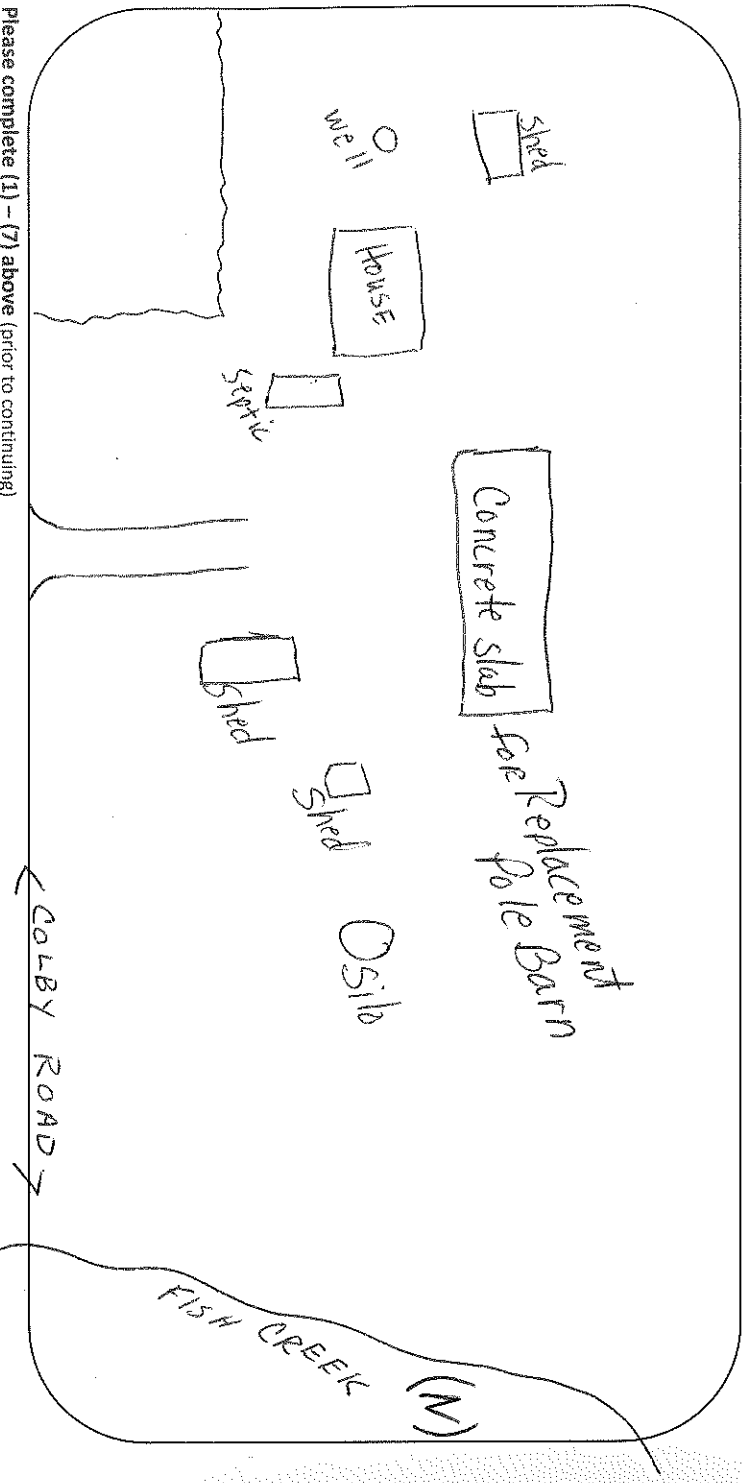 Shed
well
House
Septic
Concrete slab
for Replacement
Pole Barn
Shed
Shed
Silo
COLBY ROAD
FISH CREEK
(N)
Please complete (1) – (7) above (prior to continuing)